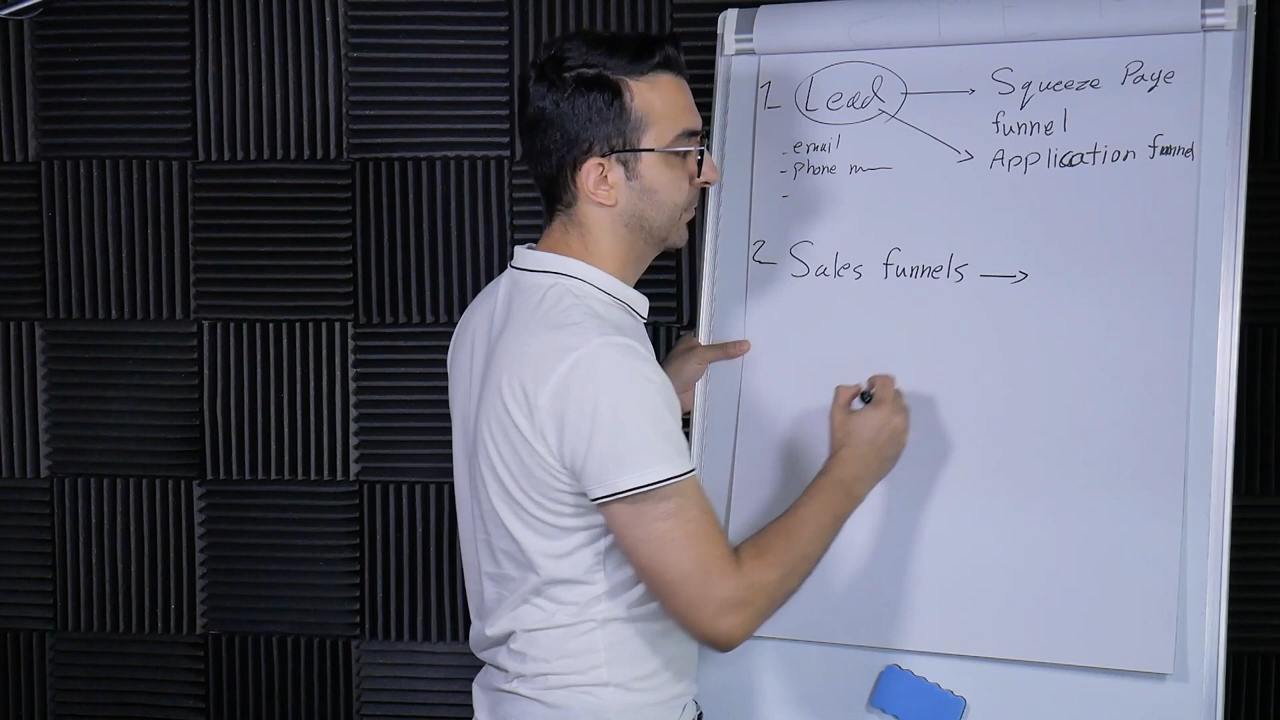 1 Lead → Squeeze Page
funnel
Application funnel
- email
- phone
-
2 Sales funnels →